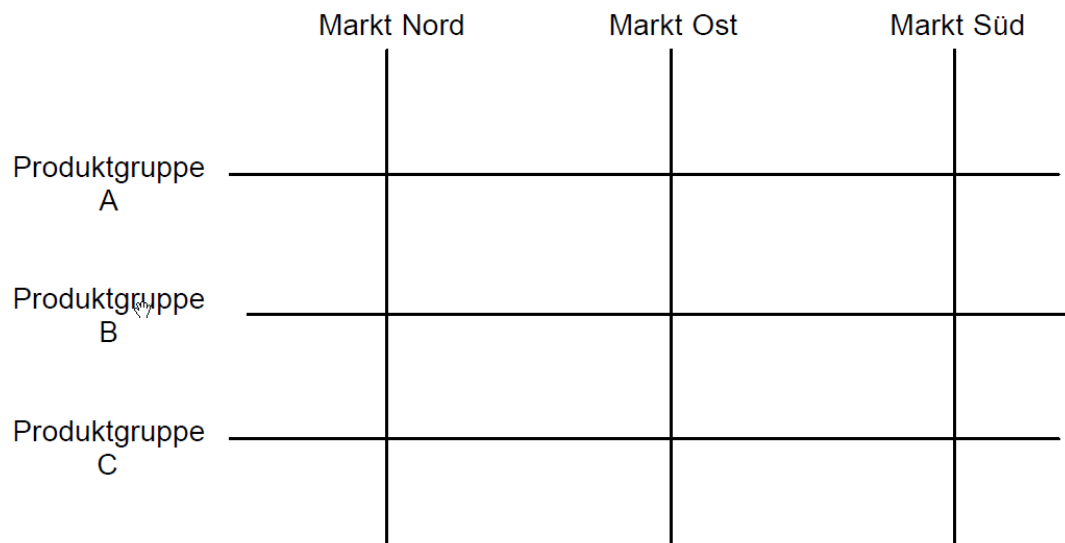 Markt Nord Markt Ost Markt Süd
Produktgruppe
A
Produktgruppe
B
Produktgruppe
C